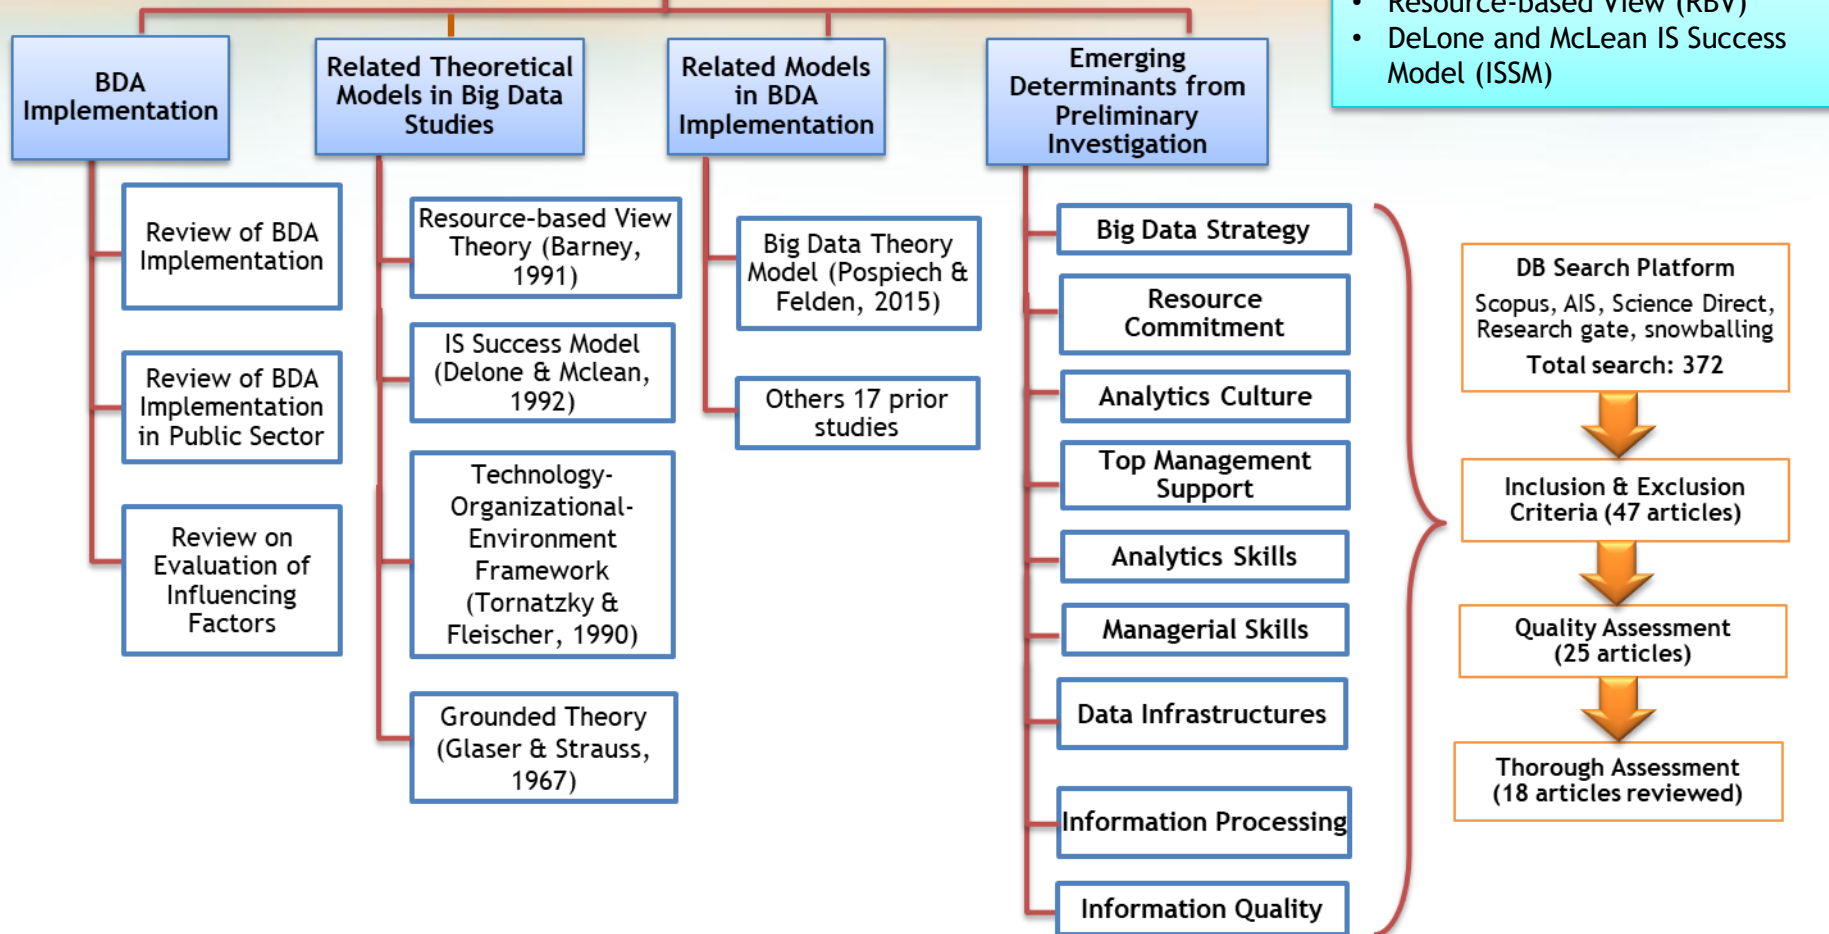 • Resource-based View (RBV)
• DeLone and McLean IS Success
Model (ISSM)
BDA
Implementation
Related Theoretical
Models in Big Data
Studies
Related Models
in BDA
Implementation
Emerging
Determinants from
Preliminary
Investigation
Review of BDA
Implementation
Review of BDA
Implementation
in Public Sector
Review on
Evaluation of
Influencing
Factors
Resource-based View
Theory (Barney,
1991)
IS Success Model
(Delone & Mclean,
1992)
Technology-
Organizational-
Environment
Framework
(Tornatzky &
Fleischer, 1990)
Grounded Theory
(Glaser & Strauss,
1967)
Big Data Theory
Model (Pospiech &
Felden, 2015)
Others 17 prior
studies
Big Data Strategy
Resource
Commitment
Analytics Culture
Top Management
Support
Analytics Skills
Managerial Skills
Data Infrastructures
Information Processing
Information Quality
DB Search Platform
Scopus, AIS, Science Direct,
Research gate, snowballing
Total search: 372
Inclusion & Exclusion
Criteria (47 articles)
Quality Assessment
(25 articles)
Thorough Assessment
(18 articles reviewed)